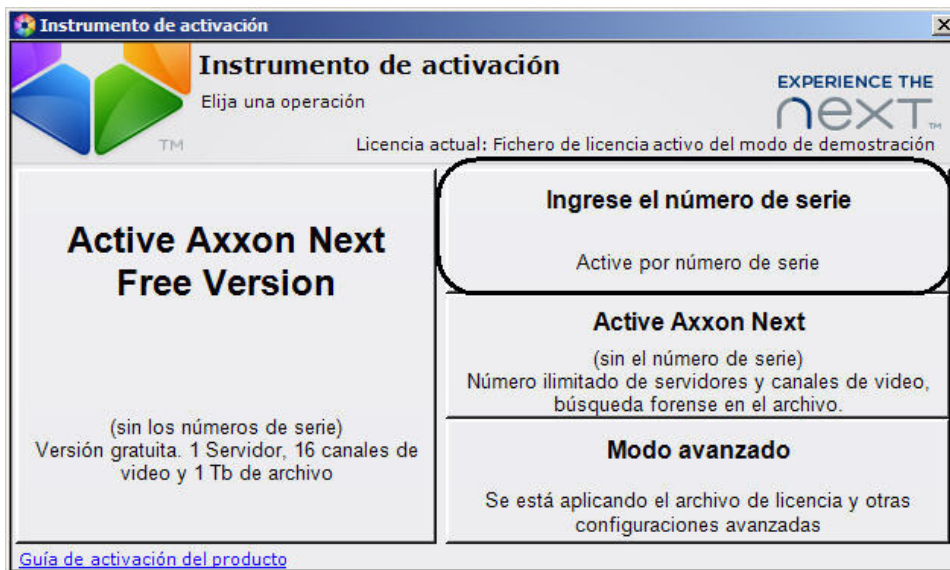 Instrumento de activación
Instrumento de activación
Elija una operación
EXPERIENCE THE
next™
TM
Licencia actual: Fichero de licencia activo del modo de demostración
Active Axxon Next
Free Version
(sin los números de serie)
Versión gratuita. 1 Servidor, 16 canales de
video y 1 Tb de archivo
Ingrese el número de serie
Active por número de serie
Active Axxon Next
(sin el número de serie)
Número ilimitado de servidores y canales de video,
búsqueda forense en el archivo.
Modo avanzado
Se está aplicando el archivo de licencia y otras
configuraciones avanzadas
Guía de activación del producto